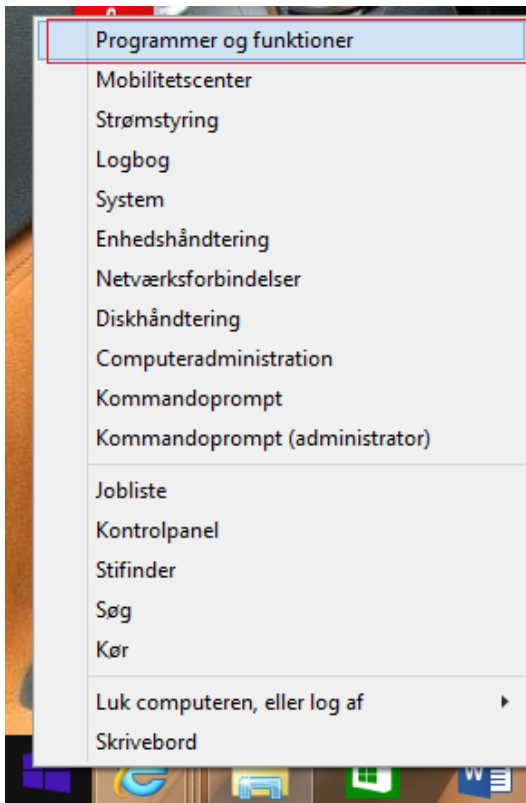 Programmer og funktioner
Mobilitetscenter
Strømstyring
Logbog
System
Enhedshåndtering
Netværksforbindelser
Diskhåndtering
Computeradministration
Kommandoprompt
Kommandoprompt (administrator)
Jobliste
Kontrolpanel
Stifinder
Søg
Kør
Luk computeren, eller log af
Skrivebord